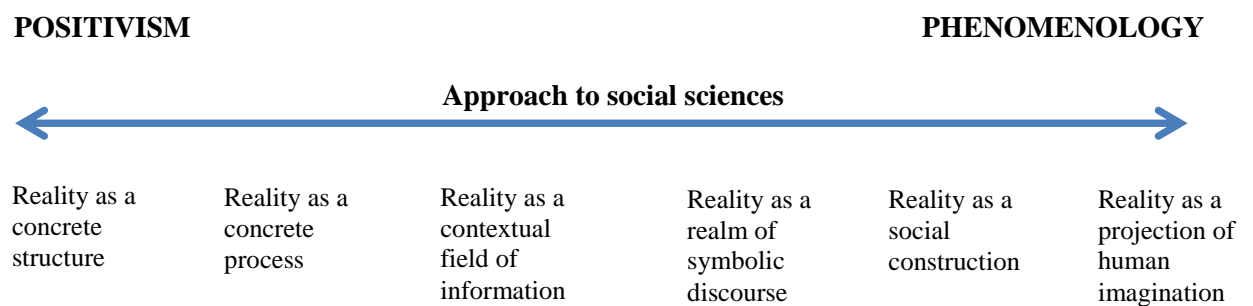 POSITIVISM
PHENOMENOLOGY
Approach to social sciences
Reality as a
concrete
structure
Reality as a
concrete
process
Reality as a
contextual
field of
information
Reality as a
realm of
symbolic
discourse
Reality as a
social
construction
Reality as a
projection of
human
imagination